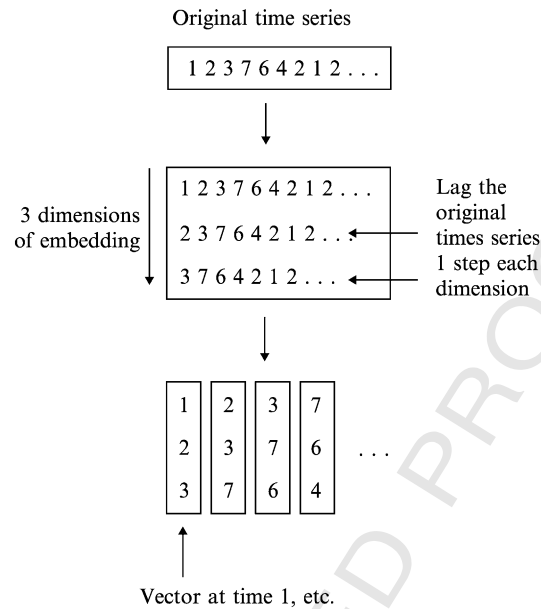 Original time series
1 2 3 7 6 4 2 1 2 . . .
3 dimensions
of embedding
1 2 3 7 6 4 2 1 2 . . .
2 3 7 6 4 2 1 2 . . .
3 7 6 4 2 1 2 . . .
Lag the
original
times series
1 step each
dimension
1 2 3 7
2 3 7 6 . . .
3 7 6 4
Vector at time 1, etc.
D PROO